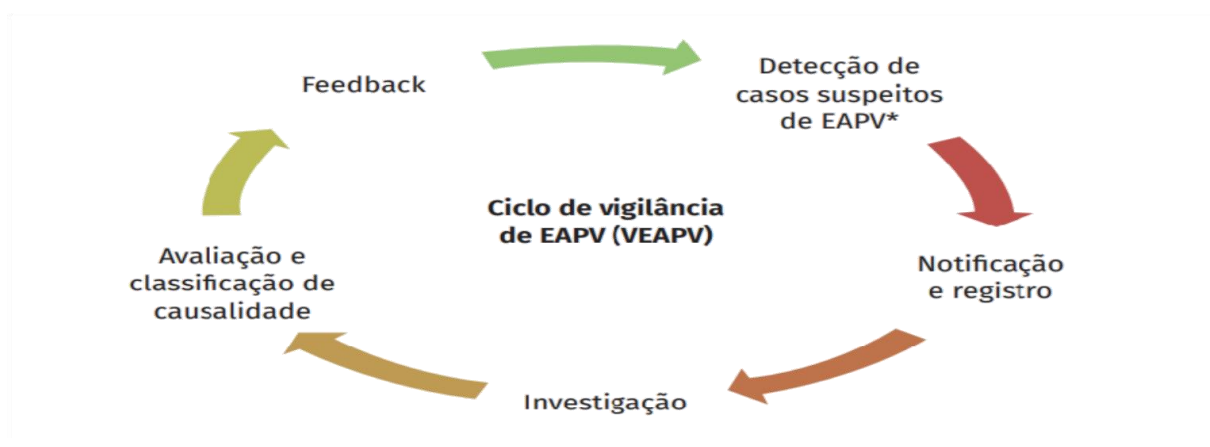 Feedback
Detecção de
casos suspeitos
de EAPV*
Ciclo de vigilância
de EAPV (VEAPV)
Notificação
e registro
Avaliação e
classificação de
causalidade
Investigação